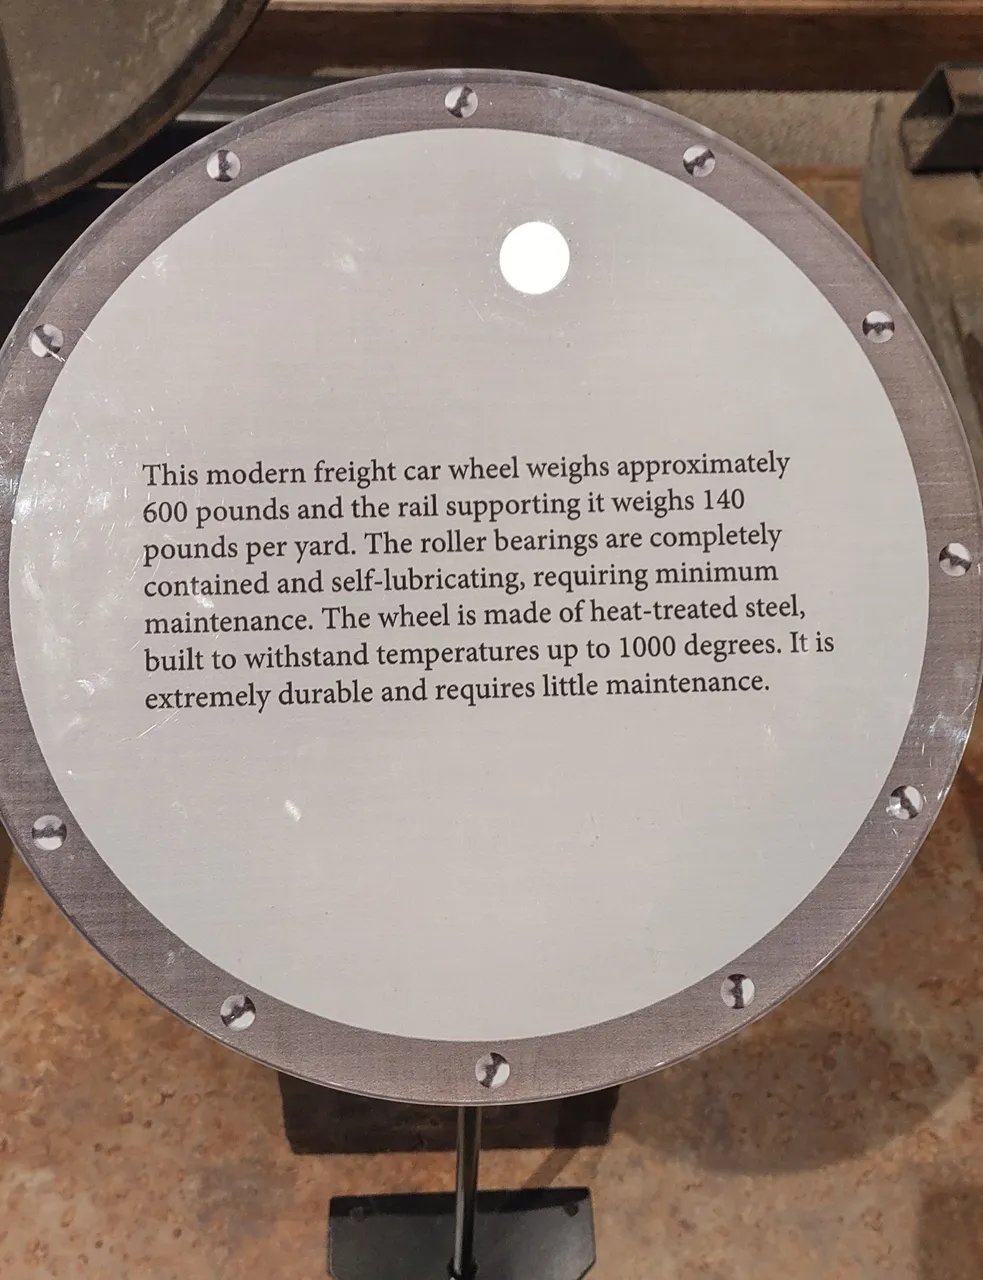 This modern freight car wheel weighs approximately
600 pounds and the rail supporting it weighs 140
pounds per yard. The roller bearings are completely
contained and self-lubricating, requiring minimum
maintenance. The wheel is made of heat-treated steel,
built to withstand temperatures up to 1000 degrees. It is
extremely durable and requires little maintenance.